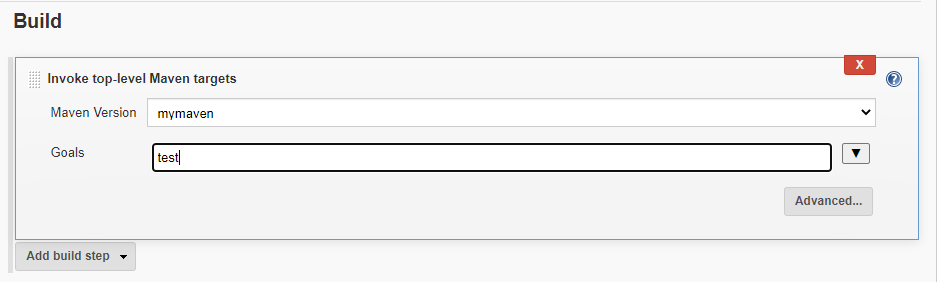 Build
X
Invoke top-level Maven targets
?
Maven Version mymaven
Goals test
Advanced...
Add build step